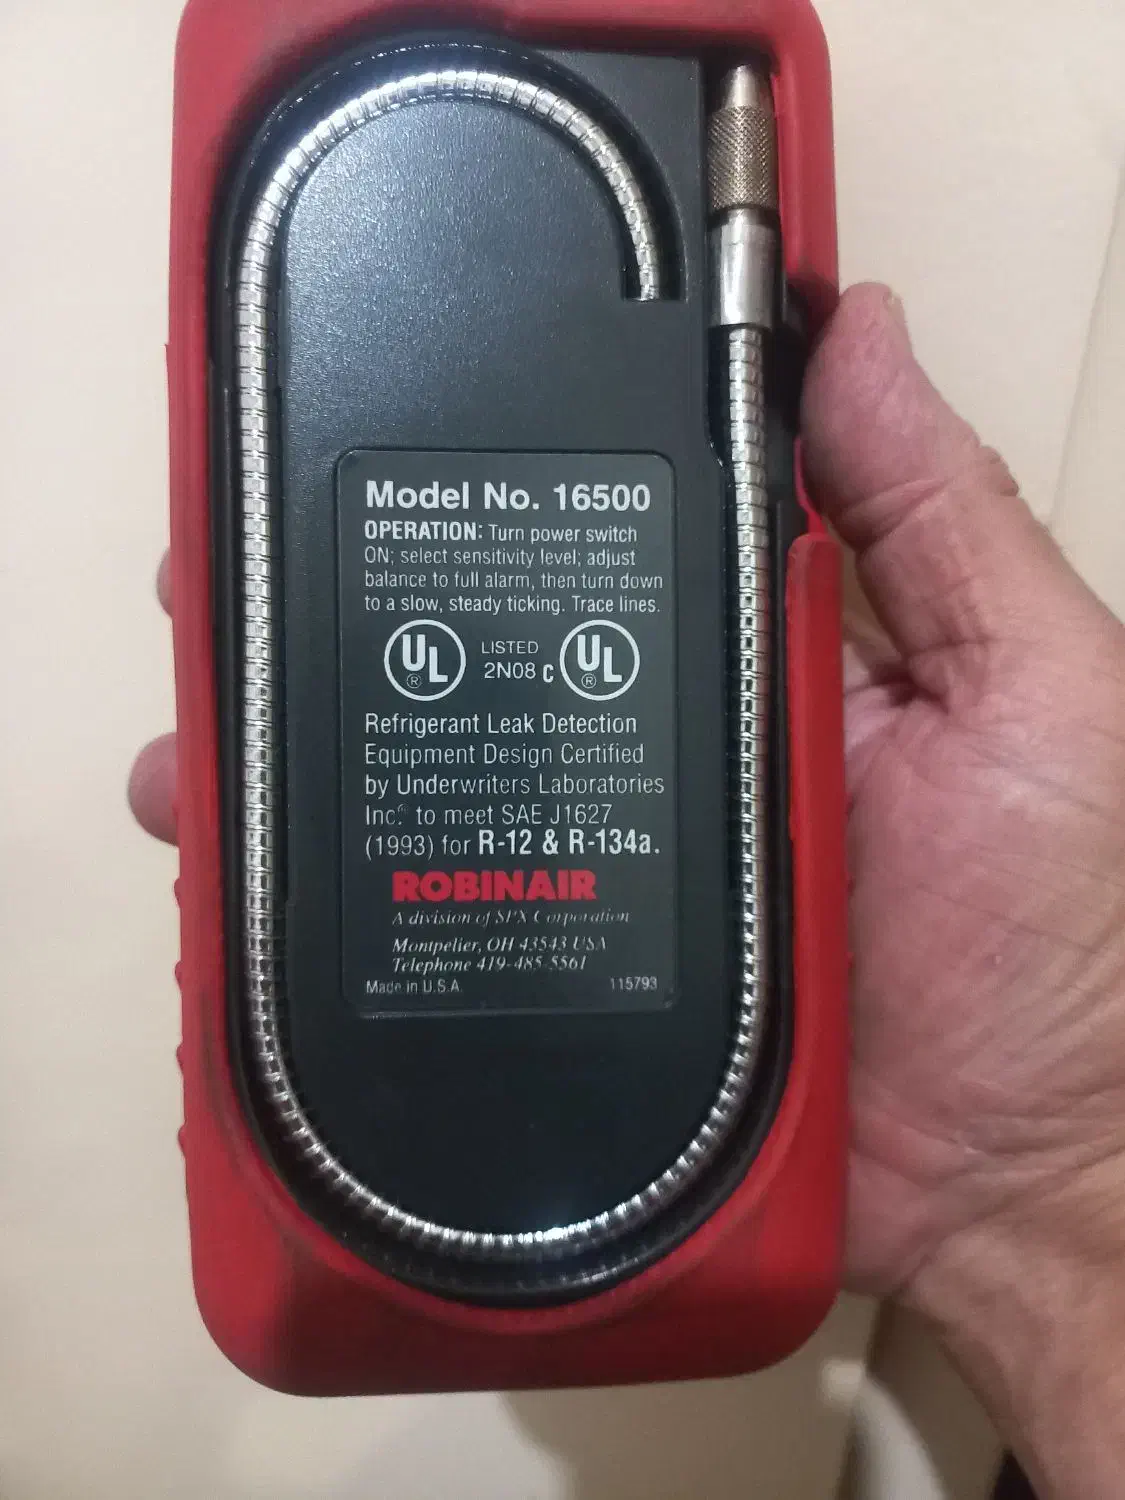 Model No. 16500
OPERATION: Turn power switch
ON; select sensitivity level; adjust
balance to full alarm, then turn down
to a slow, steady ticking. Trace lines.
UL ® LISTED 2N08 c UL ®
Refrigerant Leak Detection
Equipment Design Certified
by Underwriters Laboratories
Inc.® to meet SAE J1627
(1993) for R-12 & R-134a.
ROBINAIR
A division of SPX Corporation
Montpelier, OH 43543 USA
Telephone 419-485-5561
Made in U.S.A. 115793